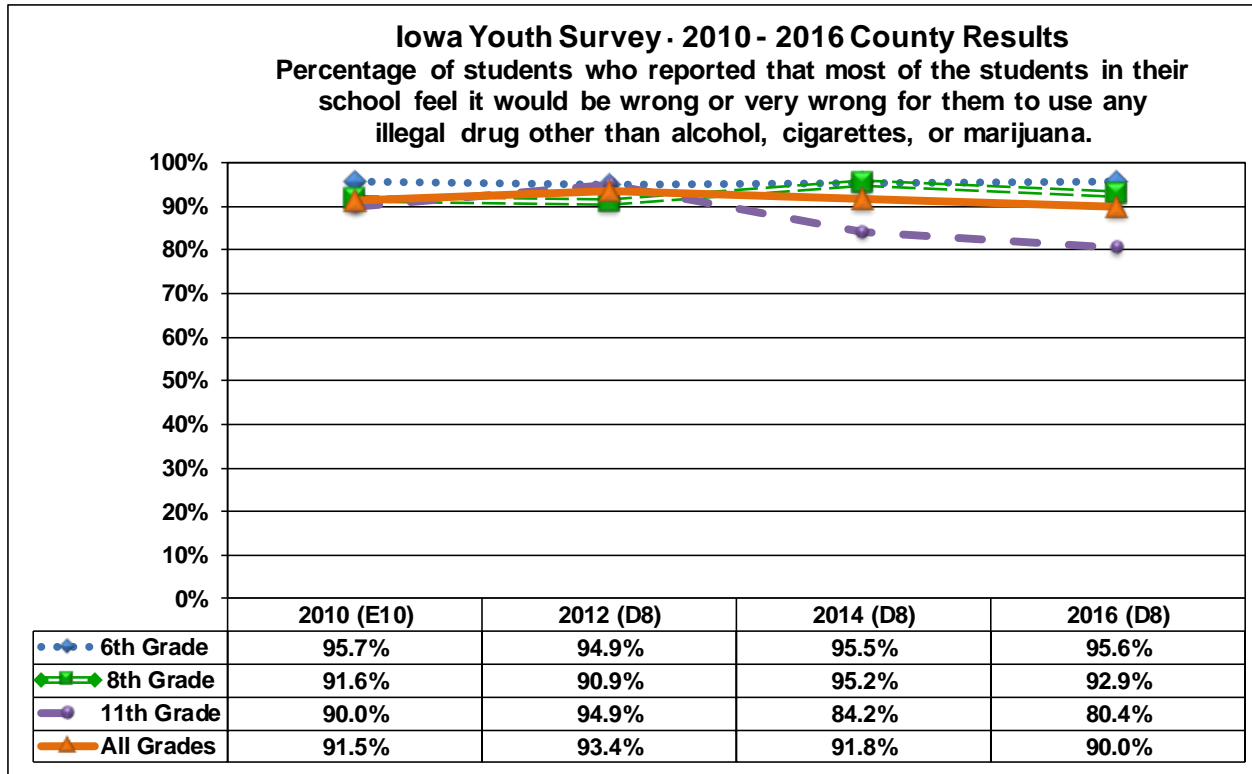 Iowa Youth Survey · 2010 - 2016 County Results
Percentage of students who reported that most of the students in their
school feel it would be wrong or very wrong for them to use any
illegal drug other than alcohol, cigarettes, or marijuana.
100%
90%
80%
70%
60%
50%
40%
30%
20%
10%
0%
2010 (E10) 2012 (D8) 2014 (D8) 2016 (D8)
6th Grade 95.7% 94.9% 95.5% 95.6%
8th Grade 91.6% 90.9% 95.2% 92.9%
11th Grade 90.0% 94.9% 84.2% 80.4%
All Grades 91.5% 93.4% 91.8% 90.0%